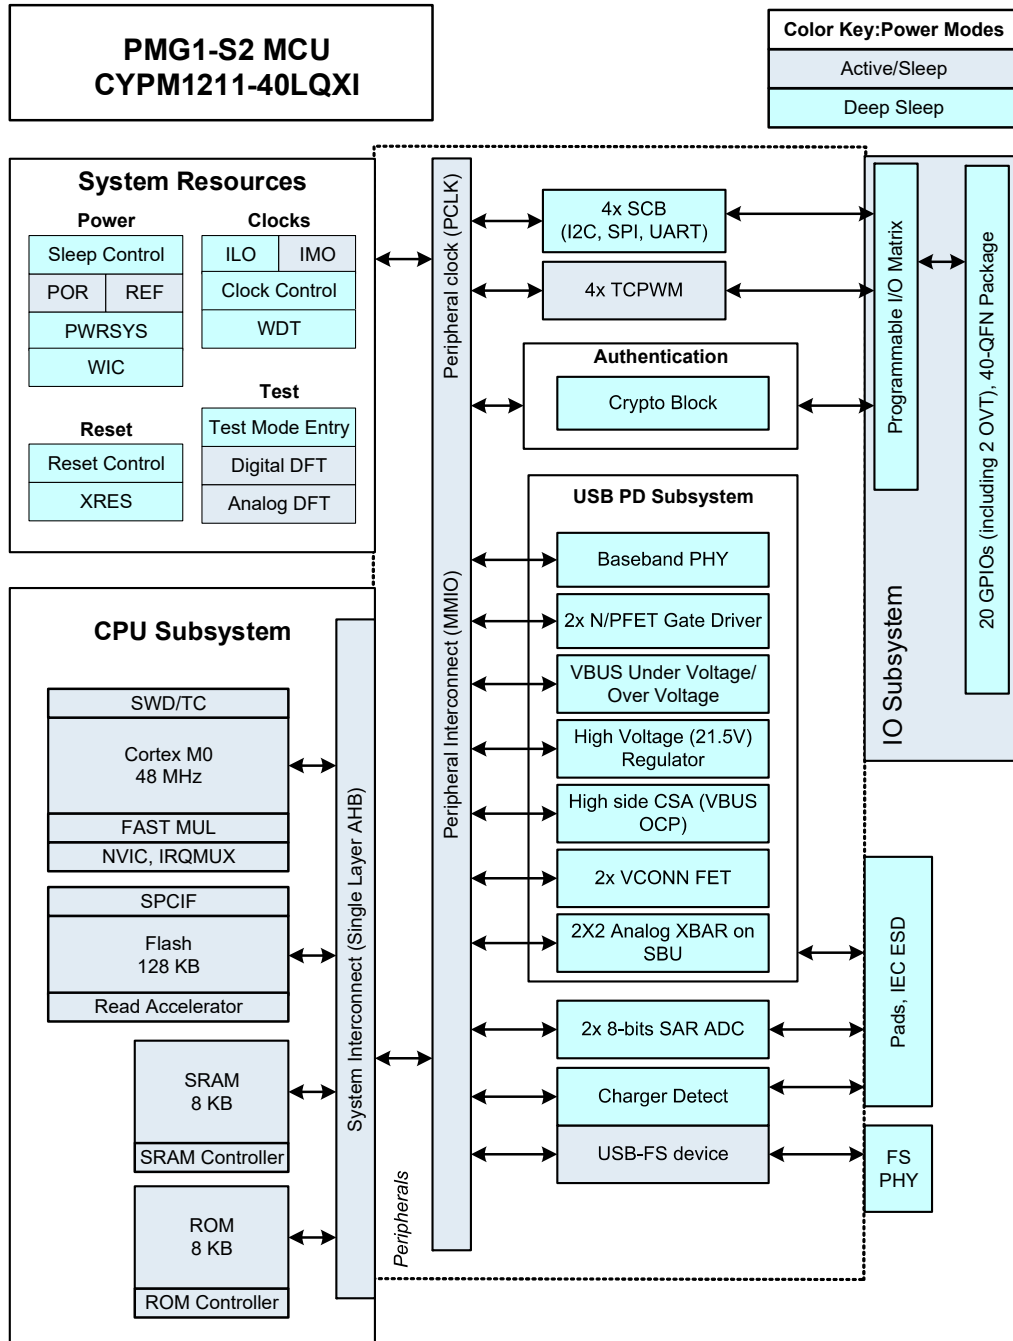 PMG1-S2 MCU
CYPM1211-40LQXI
Color Key:Power Modes
Active/Sleep
Deep Sleep
System Resources
Power
Sleep Control
POR
REF
PWRSYS
WIC
Clocks
ILO
IMO
Clock Control
WDT
Reset
Reset Control
XRES
Test
Test Mode Entry
Digital DFT
Analog DFT
CPU Subsystem
SWD/TC
Cortex M0
48 MHz
FAST MUL
NVIC, IRQMUX
SPCIF
Flash
128 KB
Read Accelerator
SRAM
8 KB
SRAM Controller
ROM
8 KB
ROM Controller
System Interconnect (Single Layer AHB)
Peripherals
Peripheral clock (PCLK)
Peripheral Interconnect (MMIO)
4x SCB
(I2C, SPI, UART)
4x TCPWM
Authentication
Crypto Block
USB PD Subsystem
Baseband PHY
2x N/PFET Gate Driver
VBUS Under Voltage/
Over Voltage
High Voltage (21.5V)
Regulator
High side CSA (VBUS
OCP)
2x VCONN FET
2X2 Analog XBAR on
SBU
2x 8-bits SAR ADC
Charger Detect
USB-FS device
Programmable I/O Matrix
20 GPIOs (including 2 OVT), 40-QFN Package
IO Subsystem
Pads, IEC ESD
FS
PHY